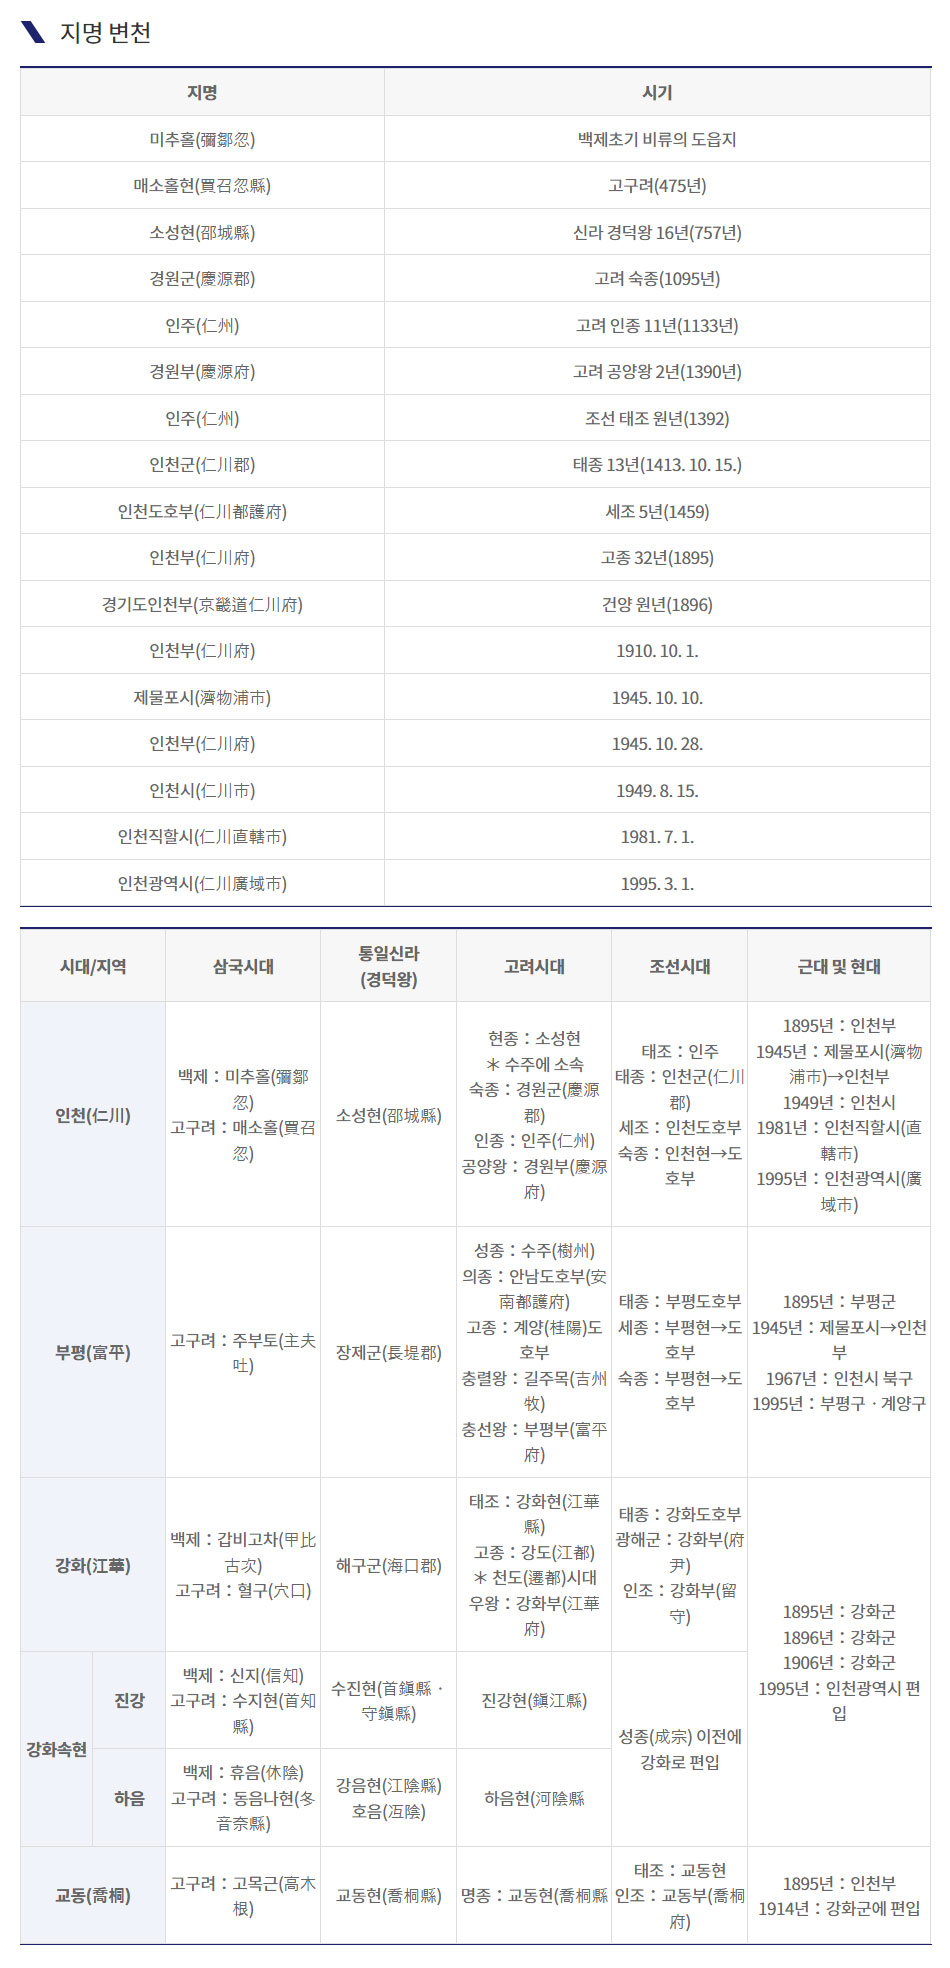 지명 변천
지명 시기
미추홀(彌鄒忽) 백제초기 비류의 도읍지
매소홀현(買召忽縣) 고구려(475년)
소성현(邵城縣) 신라 경덕왕 16년(757년)
경원군(慶源郡) 고려 숙종(1095년)
인주(仁州) 고려 인종 11년(1133년)
경원부(慶源府) 고려 공양왕 2년(1390년)
인주(仁州) 조선 태조 원년(1392)
인천군(仁川郡) 태종 13년(1413. 10. 15.)
인천도호부(仁川都護府) 세조 5년(1459)
인천부(仁川府) 고종 32년(1895)
경기도인천부(京畿道仁川府) 건양 원년(1896)
인천부(仁川府) 1910. 10. 1.
제물포시(濟物浦市) 1945. 10. 10.
인천부(仁川府) 1945. 10. 28.
인천시(仁川市) 1949. 8. 15.
인천직할시(仁川直轄市) 1981. 7. 1.
인천광역시(仁川廣域市) 1995. 3. 1.
시대/지역
삼국시대
통일신라
(경덕왕)
고려시대
조선시대
근대 및 현대
인천(仁川)
백제 : 미추홀(彌鄒
忽)
고구려 : 매소홀(買召
忽)
소성현(邵城縣)
현종 : 소성현
＊ 수주에 소속
숙종 : 경원군(慶源
郡)
인종 : 인주(仁州)
공양왕 : 경원부(慶源
府)
태조 : 인주
태종 : 인천군(仁川
郡)
세조 : 인천도호부
숙종 : 인천현→도
호부
1895년 : 인천부
1945년 : 제물포시(濟物
浦市)→인천부
1949년 : 인천시
1981년 : 인천직할시(直
轄市)
1995년 : 인천광역시(廣
域市)
부평(富平)
고구려 : 주부토(主夫
吐)
장제군(長堤郡)
성종 : 수주(樹州)
의종 : 안남도호부(安
南都護府)
고종 : 계양(桂陽)도
호부
충렬왕 : 길주목(吉州
牧)
충선왕 : 부평부(富平
府)
태종 : 부평도호부
세종 : 부평현→도
호부
숙종 : 부평현→도
호부
1895년 : 부평군
1945년 : 제물포시→인천
부
1967년 : 인천시 북구
1995년 : 부평구ㆍ계양구
강화(江華)
백제 : 갑비고차(甲比
古次)
고구려 : 혈구(穴口)
해구군(海口郡)
태조 : 강화현(江華
縣)
고종 : 강도(江都)
＊ 천도(遷都)시대
우왕 : 강화부(江華
府)
태종 : 강화도호부
광해군 : 강화부(府
尹)
인조 : 강화부(留
守)
1895년 : 강화군
1896년 : 강화군
1906년 : 강화군
1995년 : 인천광역시 편
입
강화속현
진강
백제 : 신지(信知)
고구려 : 수지현(首知
縣)
수진현(首鎭縣ㆍ
守鎭縣)
진강현(鎭江縣)
성종(成宗) 이전에
강화로 편입
하음
백제 : 휴음(休陰)
고구려 : 동음나현(冬
音奈縣)
강음현(江陰縣)
호음(冱陰)
하음현(河陰縣
교동(喬桐)
고구려 : 고목근(高木
根)
교동현(喬桐縣)
명종 : 교동현(喬桐縣
태조 : 교동현
인조 : 교동부(喬桐
府)
1895년 : 인천부
1914년 : 강화군에 편입